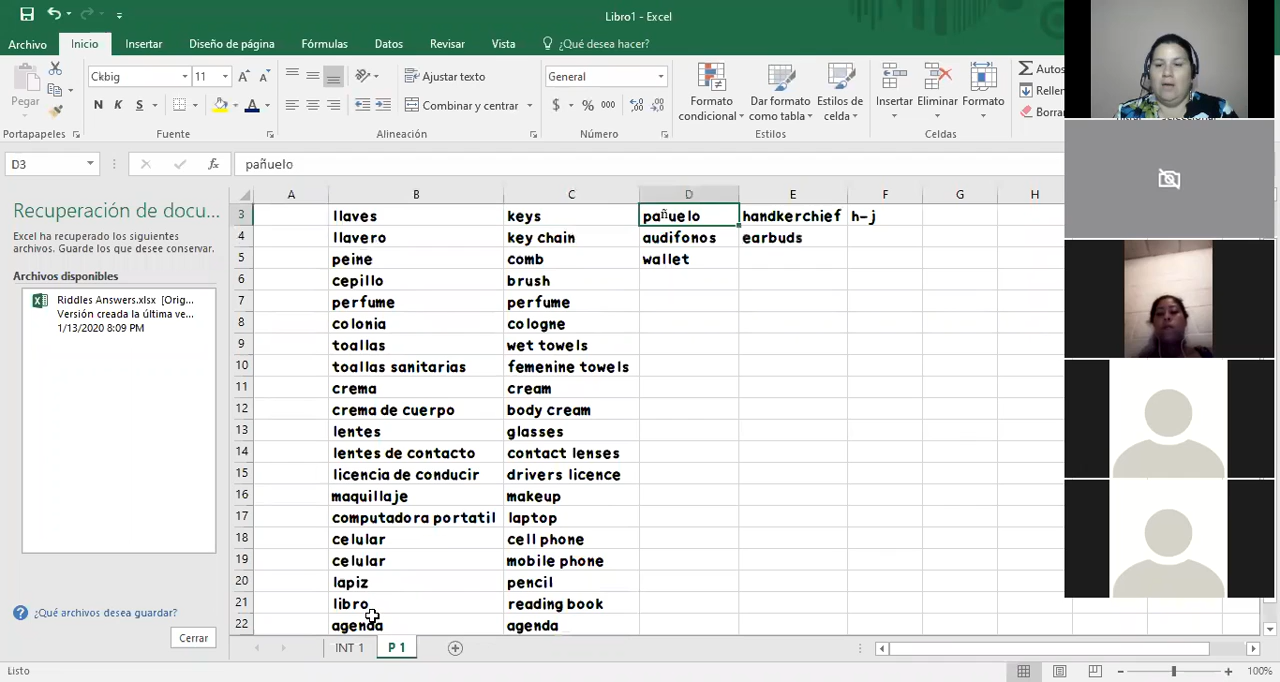 Libro1 - Excel
Archivo Inicio Insertar Diseño de página Fórmulas Datos Revisar Vista ¿Qué desea hacer?
Pegar
Ckbig 11
N K S
Ajustar texto
Combinar y centrar
General
$ % 000
Formato condicional
Dar formato como tabla
Estilos de celda
Insertar Eliminar Formato
Autos
Rellen
Borra
Portapapeles Fuente Alineación Número Estilos Celdas
D3 fx pañuelo
Recuperación de docu...
Excel ha recuperado los siguientes
archivos. Guarde los que desee conservar.
Archivos disponibles
Riddles Answers.xlsx [Orig...
Versión creada la última ve...
1/13/2020 8:09 PM
¿Qué archivos desea guardar?
Cerrar
A B C D E F G H
3 llaves keys pañuelo handkerchief h-j
4 llavero key chain audifonos earbuds
5 peine comb wallet
6 cepillo brush
7 perfume perfume
8 colonia cologne
9 toallas wet towels
10 toallas sanitarias femenine towels
11 crema cream
12 crema de cuerpo body cream
13 lentes glasses
14 lentes de contacto contact lenses
15 licencia de conducir drivers licence
16 maquillaje makeup
17 computadora portatil laptop
18 celular cell phone
19 celular mobile phone
20 lapiz pencil
21 libro reading book
22 agenda agenda
INT 1 P 1
Listo 100%